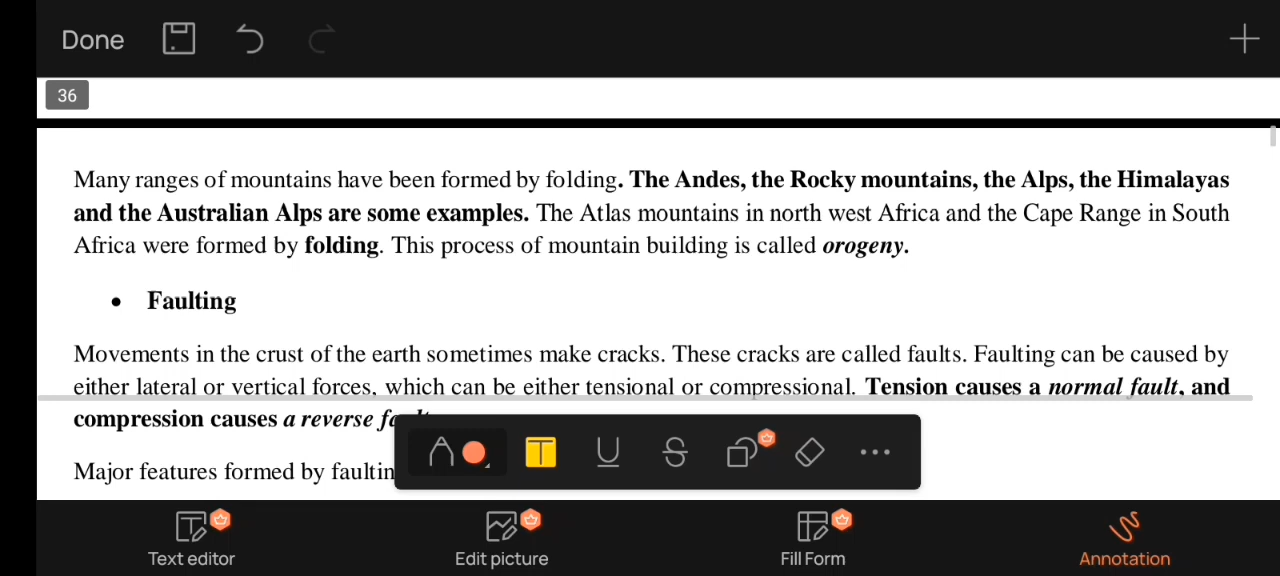 Done
36
Many ranges of mountains have been formed by folding. The Andes, the Rocky mountains, the Alps, the Himalayas
and the Australian Alps are some examples. The Atlas mountains in north west Africa and the Cape Range in South
Africa were formed by folding. This process of mountain building is called orogeny.
• Faulting
Movements in the crust of the earth sometimes make cracks. These cracks are called faults. Faulting can be caused by
either lateral or vertical forces, which can be either tensional or compressional. Tension causes a normal fault, and
compression causes a reverse
Major features formed by
T U S
Text editor
Edit picture
Fill Form
Annotation